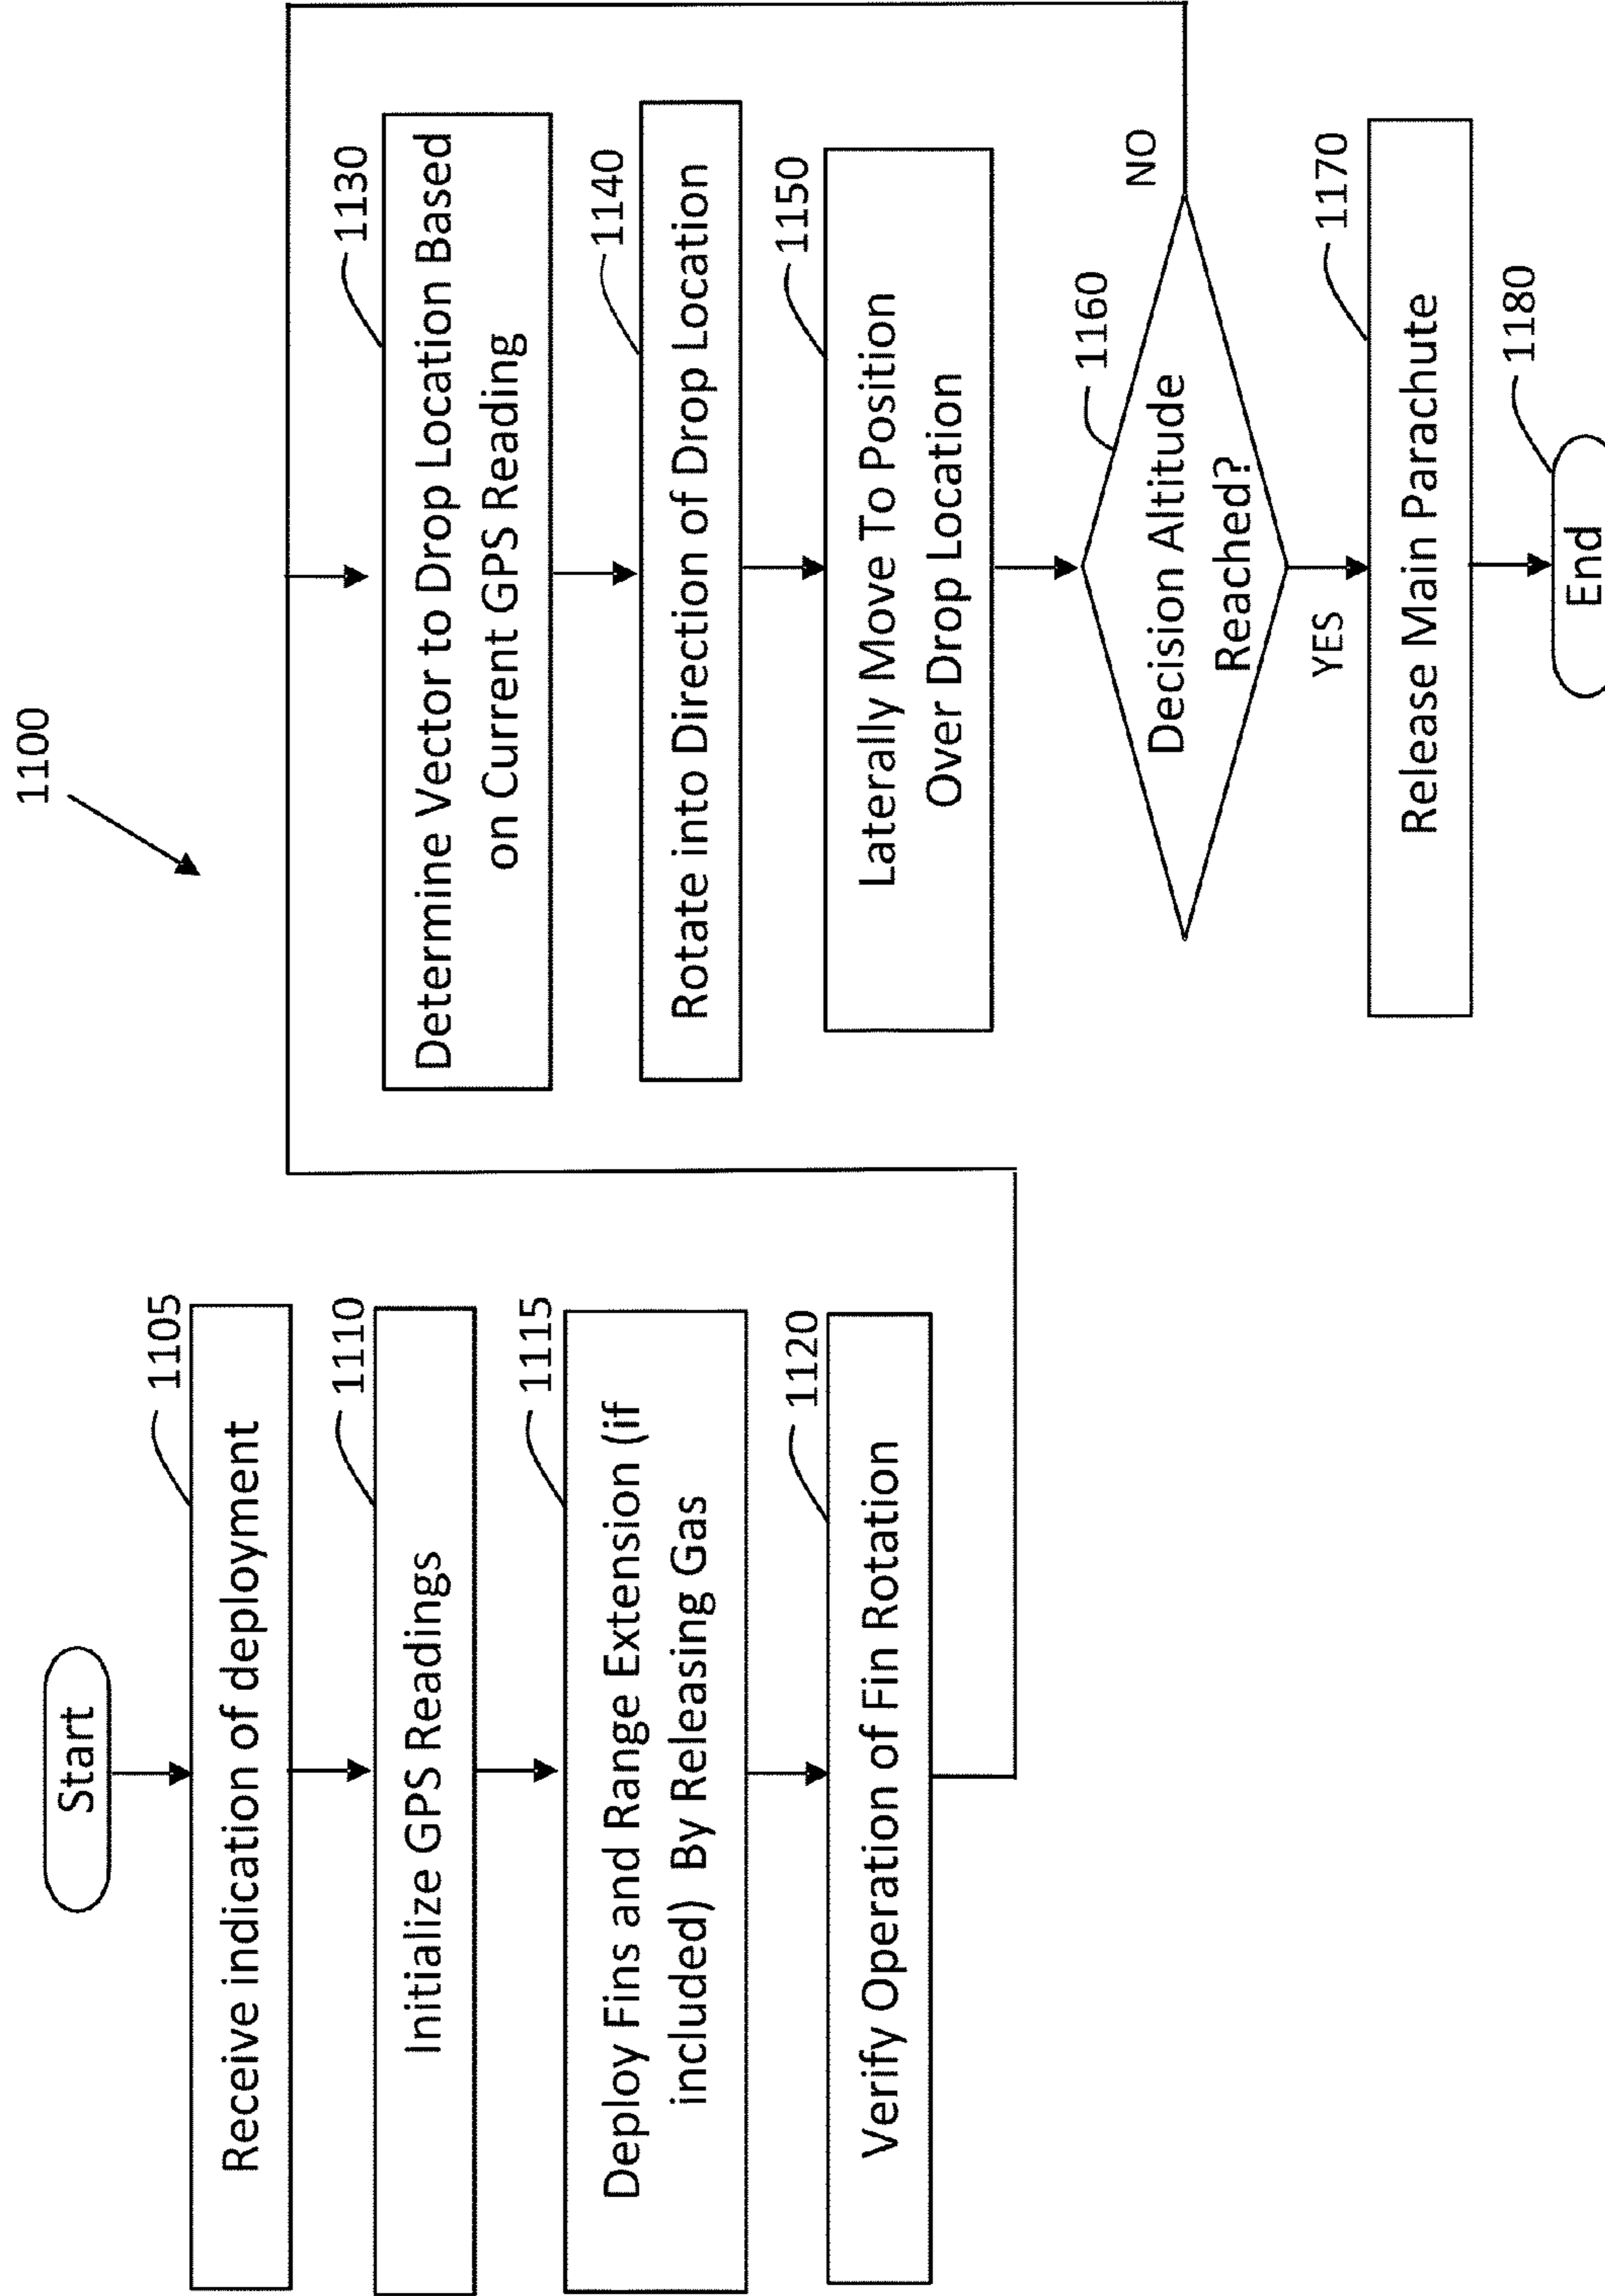 1100
Start
1105
Receive indication of deployment
1110
Initialize GPS Readings
1115
Deploy Fins and Range Extension (if
included) By Releasing Gas
1120
Verify Operation of Fin Rotation
1130
Determine Vector to Drop Location Based
on Current GPS Reading
1140
Rotate into Direction of Drop Location
1150
Laterally Move To Position
Over Drop Location
1160
Decision Altitude
Reached?
NO
YES
1170
Release Main Parachute
1180
End